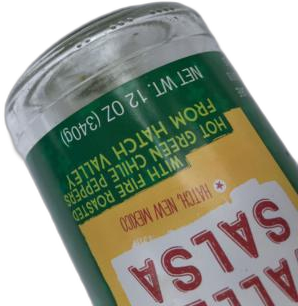 SALSA
HATCH, NEW MEXICO
WITH FIRE ROASTED
HOT GREEN CHILE PEPPERS
FROM HATCH VALLEY
NET WT. 12 OZ (340g)